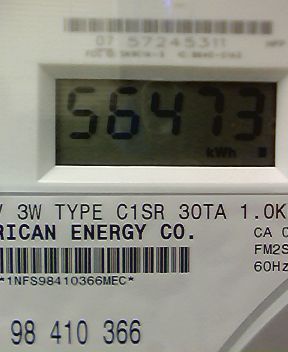 07 57245311
56473
kWh
3W TYPE C1SR 30TA 1.0K
RICAN ENERGY CO.
CA
FM2S
60Hz
*1NFS98410366MEC*
98 410 366